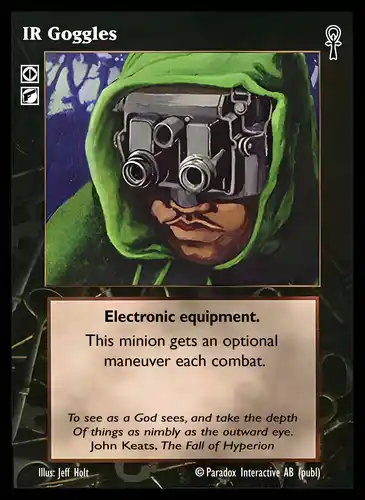 IR Goggles
Electronic equipment.
This minion gets an optional
maneuver each combat.
To see as a God sees, and take the depth
Of things as nimbly as the outward eye.
John Keats, The Fall of Hyperion
Illus: Jeff Holt
© Paradox Interactive AB (publ)